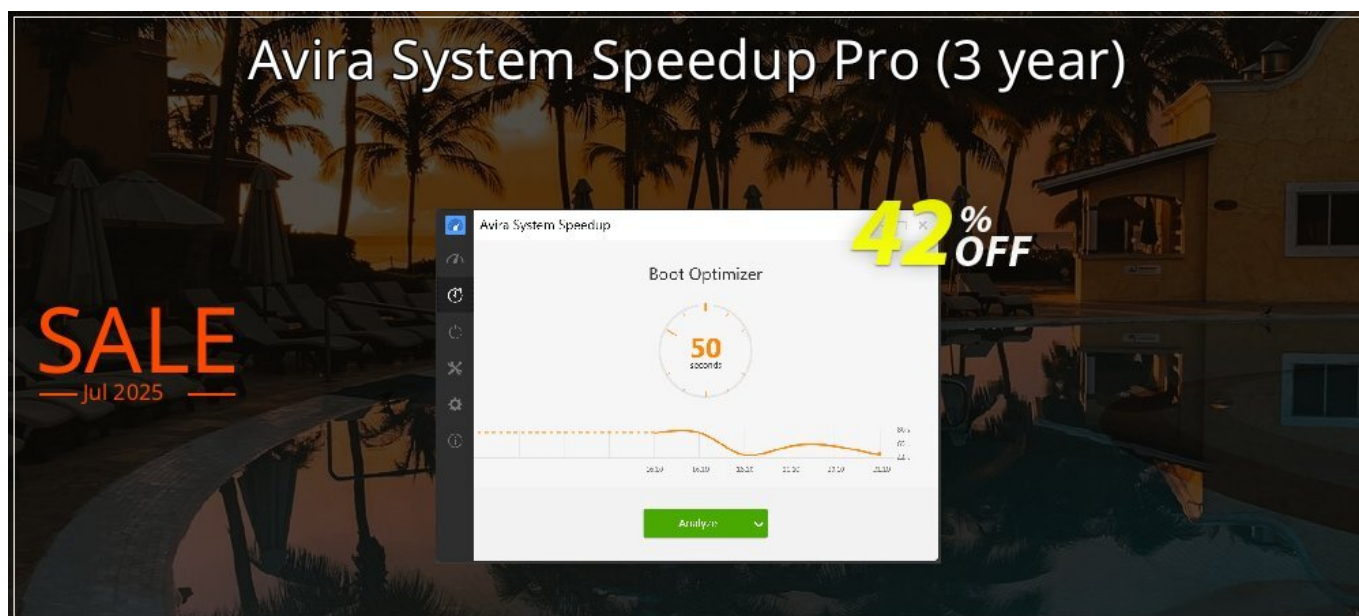 Avira System Speedup Pro (3 year)
42% OFF
SALE
Jul 2025
Avira System Speedup
Boot Optimizer
50
seconds
Analyze